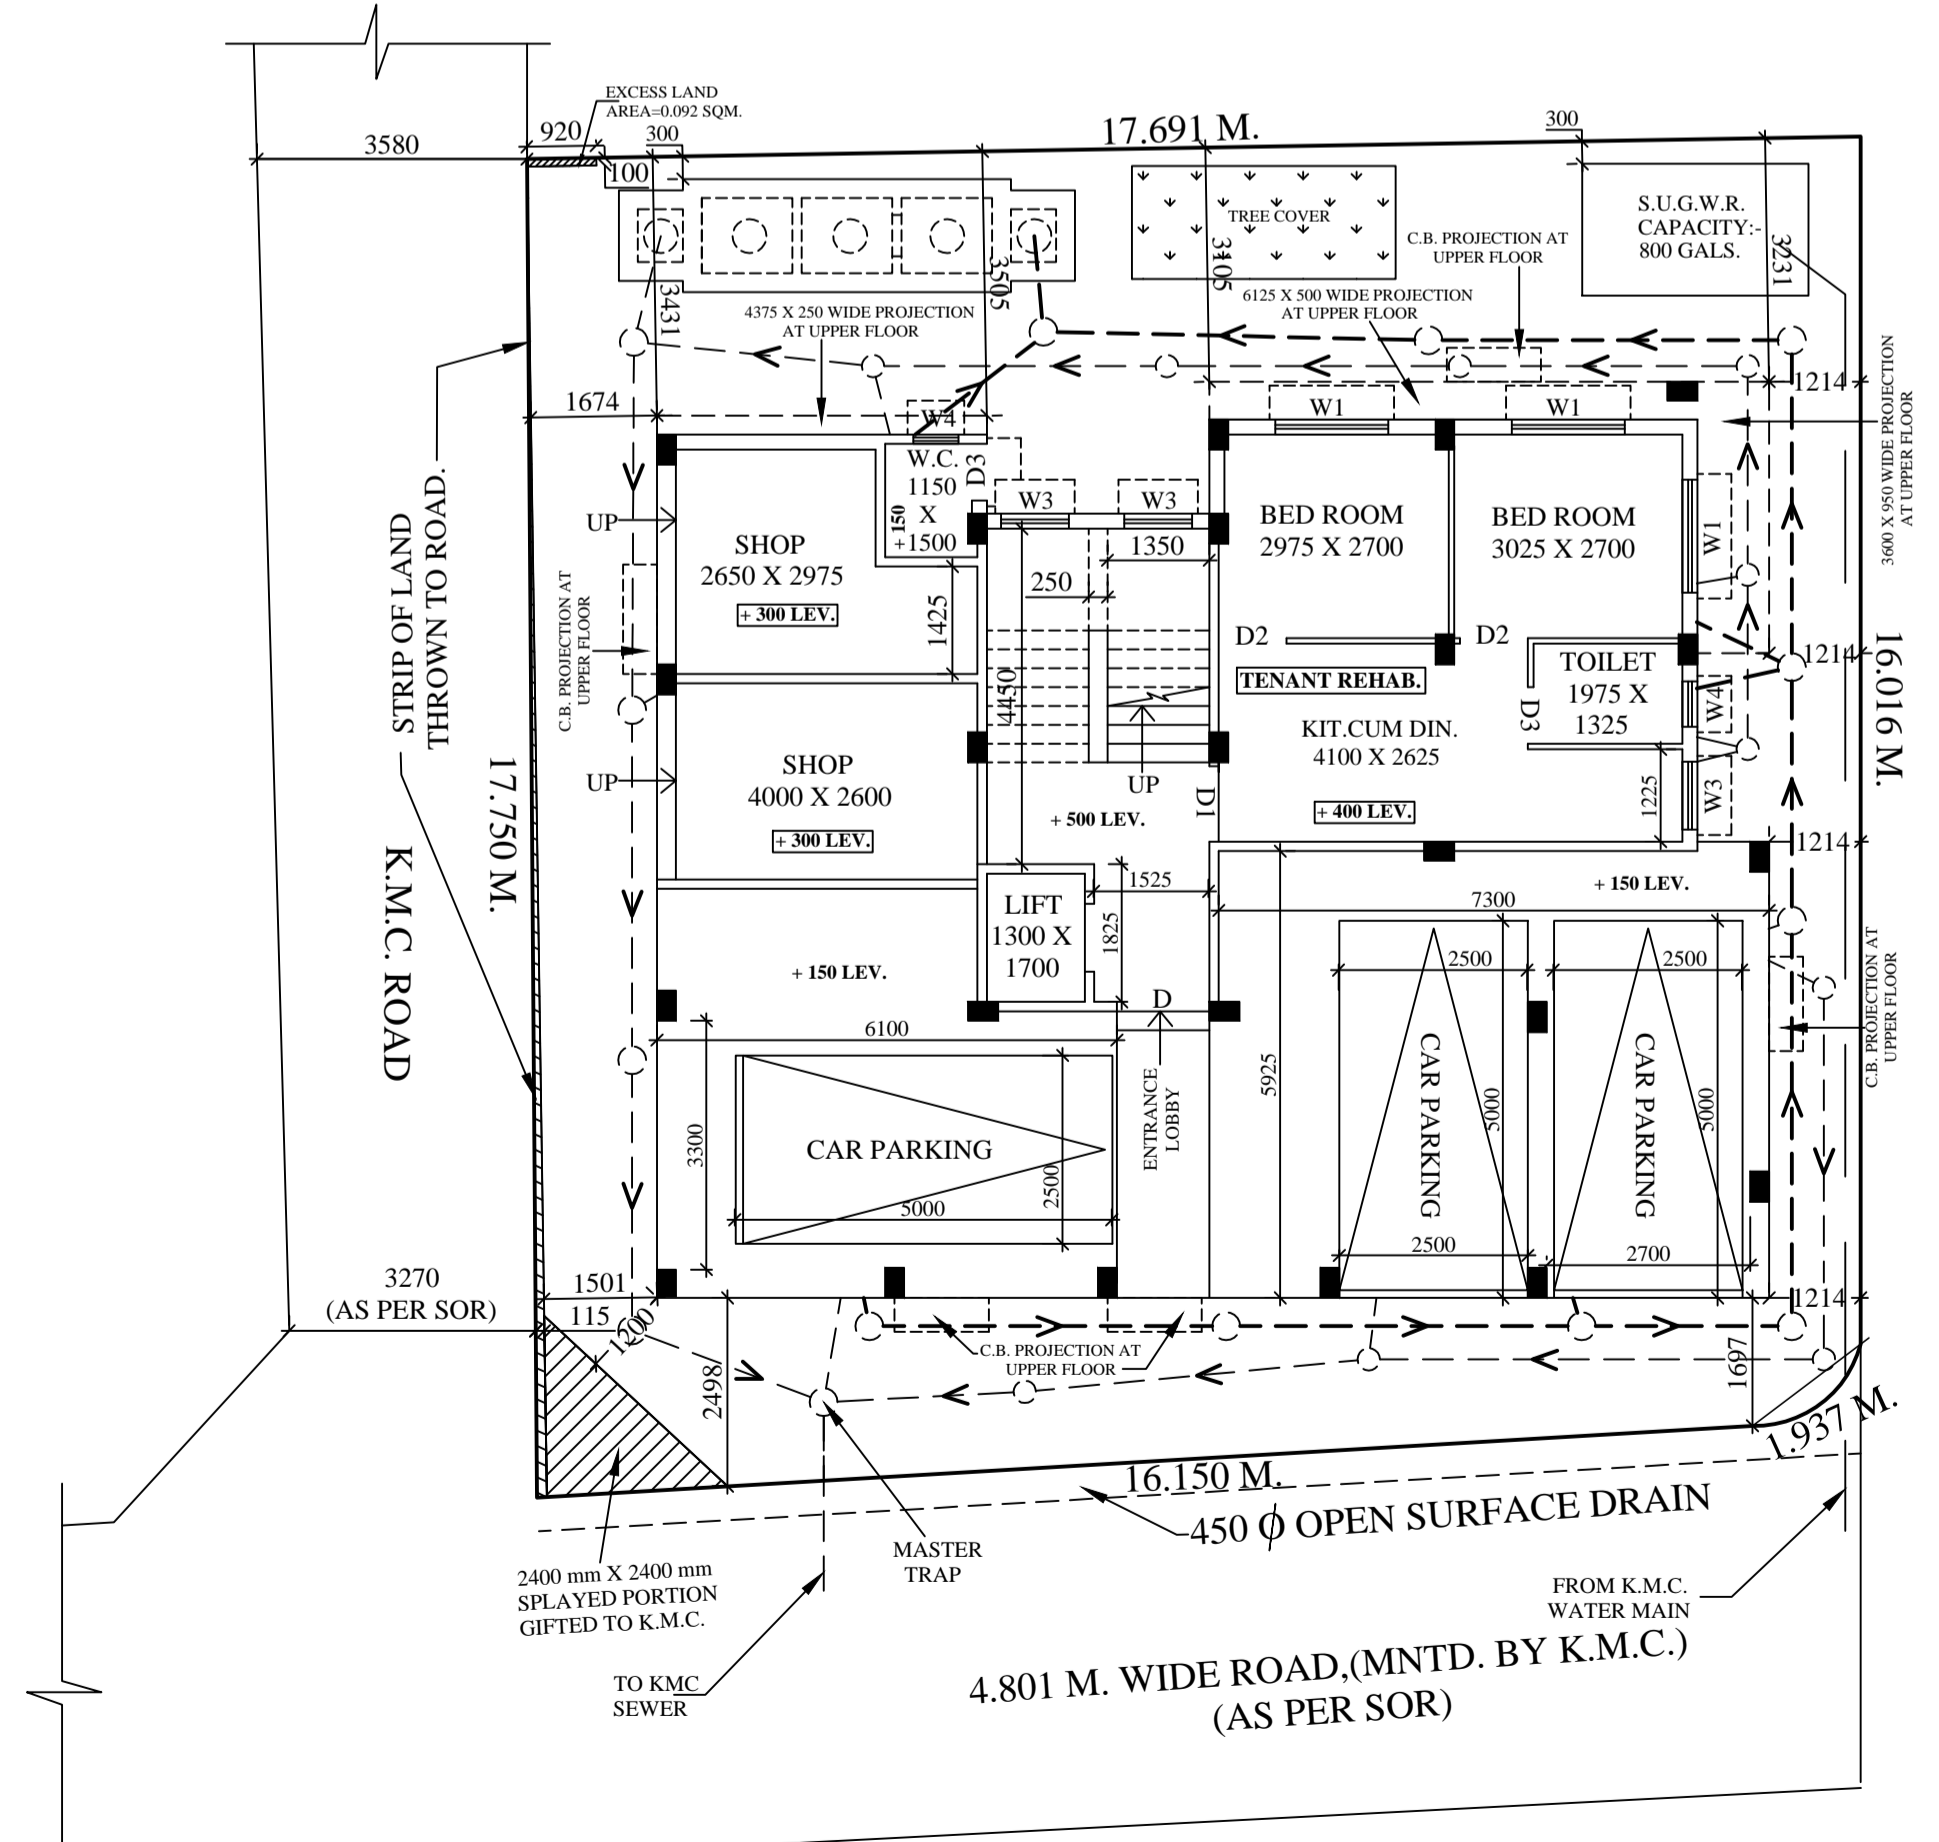 EXCESS LAND
AREA=0.092 SQM.
17.691 M.
920
300
300
3580
100
TREE COVER
S.U.G.W.R.
CAPACITY:-
800 GALS.
C.B. PROJECTION AT
UPPER FLOOR
3431
3505
3105
3231
4375 X 250 WIDE PROJECTION
AT UPPER FLOOR
6125 X 500 WIDE PROJECTION
AT UPPER FLOOR
3600 X 950 WIDE PROJECTION
AT UPPER FLOOR
1674
W4
W1
W1
1214
W.C.
1150
X
+1500
150
D3
W3
W3
UP
SHOP
2650 X 2975
+ 300 LEV.
1350
250
1425
BED ROOM
2975 X 2700
BED ROOM
3025 X 2700
W1
STRIP OF LAND
THROWN TO ROAD.
C.B. PROJECTION AT
UPPER FLOOR
D2
D2
TENANT REHAB.
TOILET
1975 X
1325
D3
W4
1214
16.016 M.
4450
KIT.CUM DIN.
4100 X 2625
UP
SHOP
4000 X 2600
+ 300 LEV.
UP
+ 500 LEV.
D1
+ 400 LEV.
1225
W3
1214
17.750 M.
K.M.C. ROAD
LIFT
1300 X
1700
1525
1825
+ 150 LEV.
7300
+ 150 LEV.
2500
2500
D
6100
ENTRANCE
LOBBY
5925
CAR PARKING
5000
CAR PARKING
5000
C.B. PROJECTION AT
UPPER FLOOR
3300
CAR PARKING
2500
5000
2500
2700
3270
(AS PER SOR)
1501
115
1200
1214
C.B. PROJECTION AT
UPPER FLOOR
2498
1697
1.937 M.
16.150 M.
450 ϕ OPEN SURFACE DRAIN
MASTER
TRAP
2400 mm X 2400 mm
SPLAYED PORTION
GIFTED TO K.M.C.
FROM K.M.C.
WATER MAIN
TO KMC
SEWER
4.801 M. WIDE ROAD,(MNTD. BY K.M.C.)
(AS PER SOR)